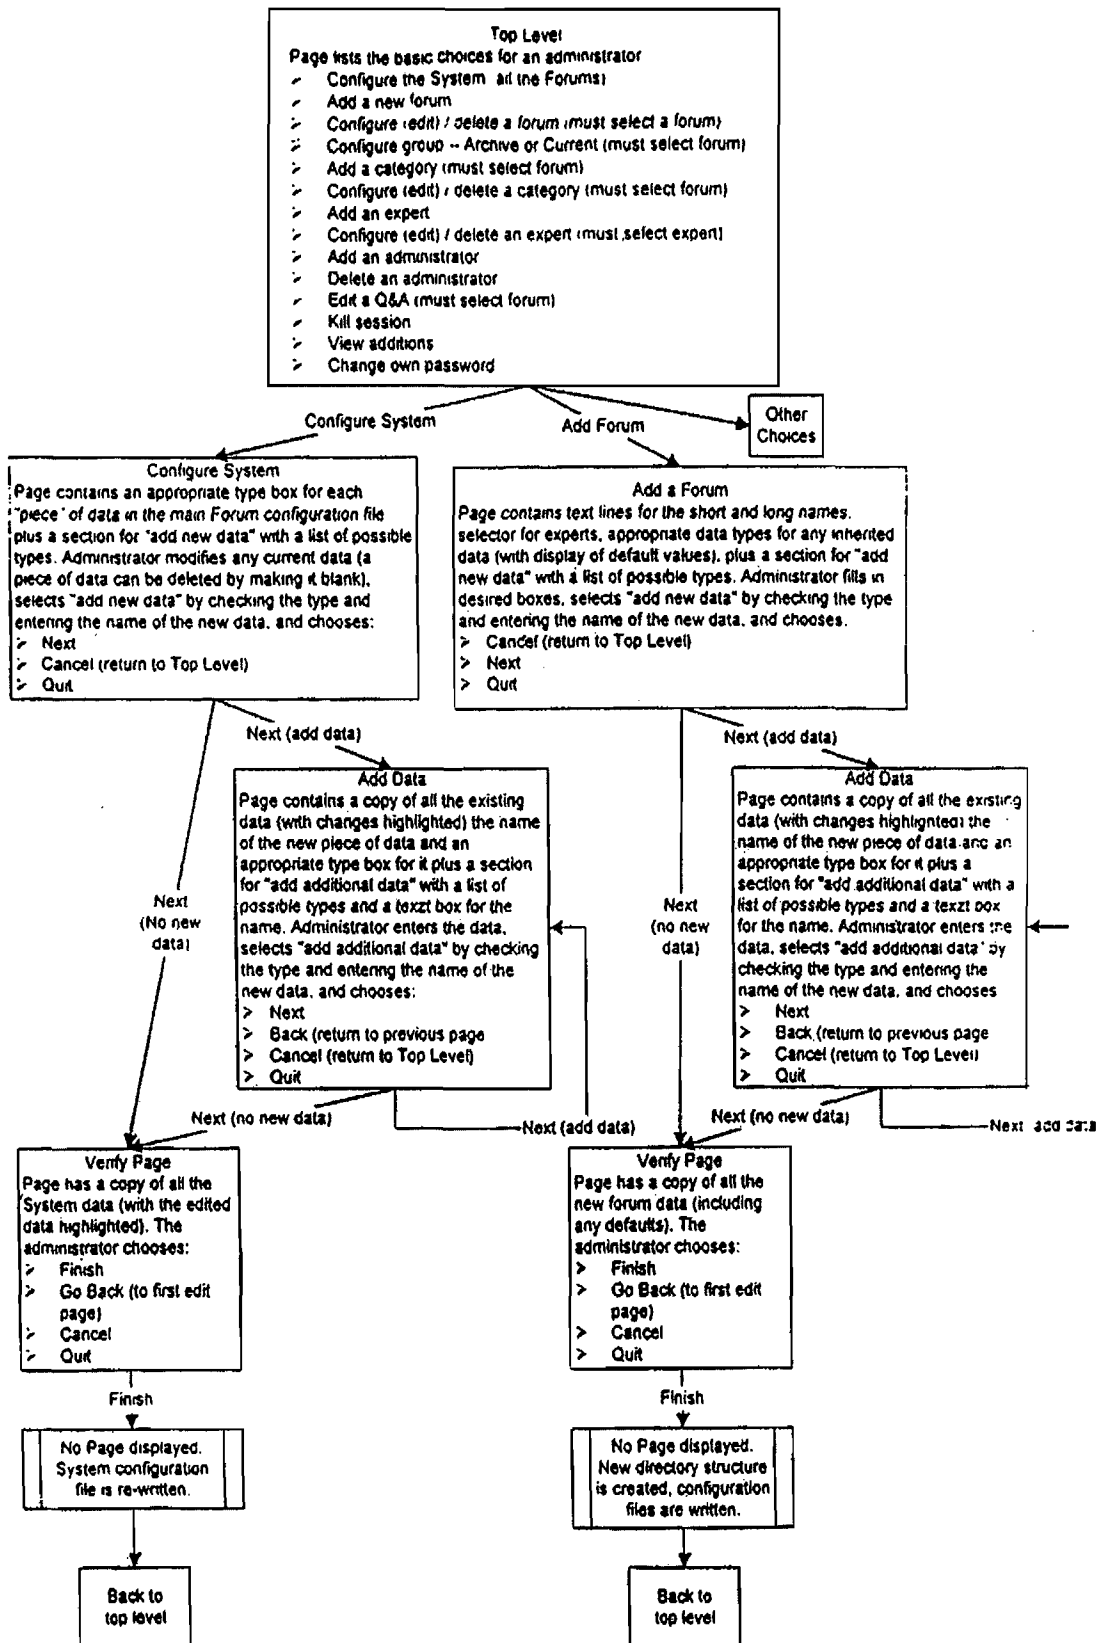 Top Level
Page lists the basic choices for an administrator
Configure the System all the Forums)
Add a new forum
Configure (edit) / delete a forum (must select a forum)
Configure group -- Archive or Current (must select forum)
Add a category (must select forum)
Configure (edit) / delete a category (must select forum)
Add an expert
Configure (edit) / delete an expert (must select expert)
Add an administrator
Delete an administrator
Edit a Q&A (must select forum)
Kill session
View additions
Change own password
Configure System
Add Forum
Other
Choices
Configure System
Page contains an appropriate type box for each
"piece" of data in the main Forum configuration file
plus a section for "add new data" with a list of possible
types. Administrator modifies any current data (a
piece of data can be deleted by making it blank),
selects "add new data" by checking the type and
entering the name of the new data, and chooses:
> Next
> Cancel (return to Top Level)
> Quit
Add a Forum
Page contains text lines for the short and long names.
selector for experts, appropriate data types for any inherited
data (with display of default values), plus a section for "add
new data" with a list of possible types. Administrator fills in
desired boxes, selects "add new data" by checking the type
and entering the name of the new data, and chooses.
> Cancel (return to Top Level)
> Next
> Quit
Next (add data)
Next (add data)
Add Data
Page contains a copy of all the existing
data (with changes highlighted) the name
of the new piece of data and an
appropriate type box for it plus a section
for "add additional data" with a list of
possible types and a texzt box for the
name. Administrator enters the data,
selects "add additional data" by checking
the type and entering the name of the
new data, and chooses:
> Next
> Back (return to previous page
> Cancel (return to Top Level)
> Quit
Add Data
Page contains a copy of all the existing
data (with changes highlighted) the
name of the new piece of data and an
appropriate type box for it plus a
section for "add additional data" with a
list of possible types and a texzt box
for the name. Administrator enters the
data, selects "add additional data" by
checking the type and entering the
name of the new data, and chooses
> Next
> Back (return to previous page
> Cancel (return to Top Level)
> Quit
Next
(No new
data)
Next
(no new
data)
Next (no new data)
Next (add data)
Next (no new data)
Next add data
Verify Page
Page has a copy of all the
System data (with the edited
data highlighted). The
administrator chooses:
> Finish
> Go Back (to first edit
page)
> Cancel
> Quit
Verify Page
Page has a copy of all the
new forum data (including
any defaults). The
administrator chooses:
> Finish
> Go Back (to first edit
page)
> Cancel
> Quit
Finish
Finish
No Page displayed.
System configuration
file is re-written.
No Page displayed.
New directory structure
is created, configuration
files are written.
Back to
top level
Back to
top level